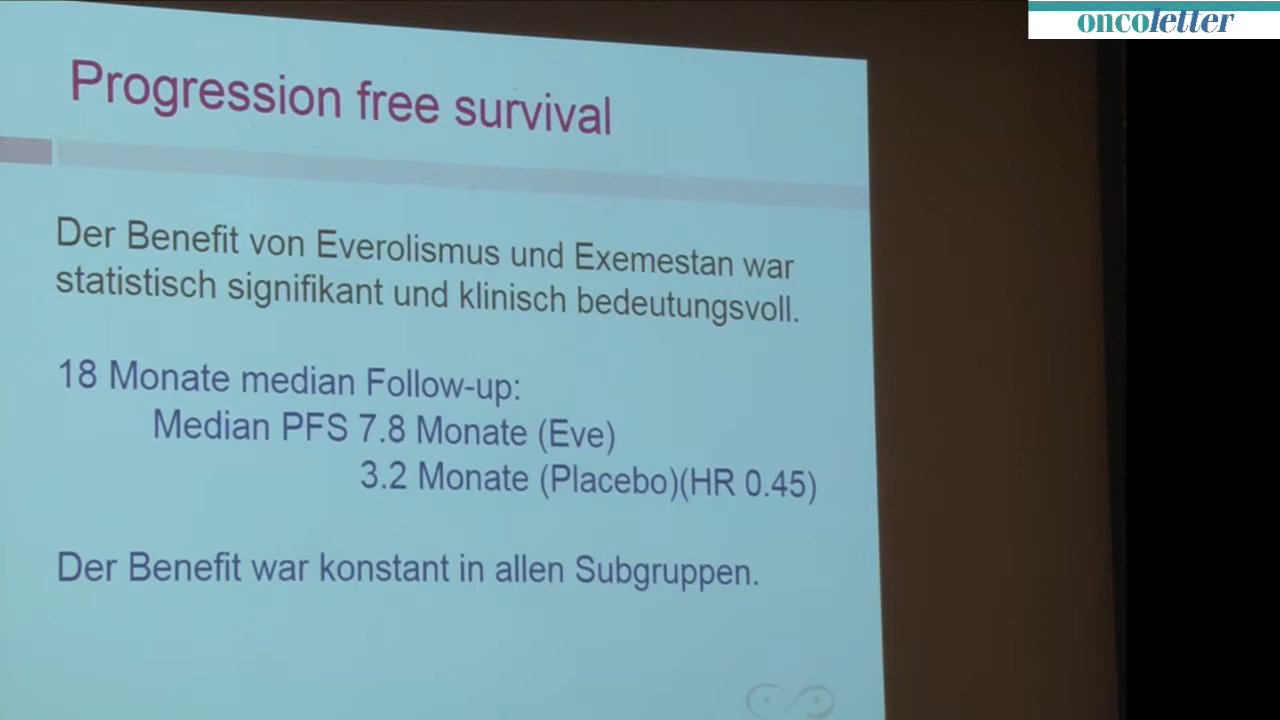 oncoletter
Progression free survival
Der Benefit von Everolismus und Exemestan war
statistisch signifikant und klinisch bedeutungsvoll.
18 Monate median Follow-up:
Median PFS 7.8 Monate (Eve)
3.2 Monate (Placebo)(HR 0.45)
Der Benefit war konstant in allen Subgruppen.